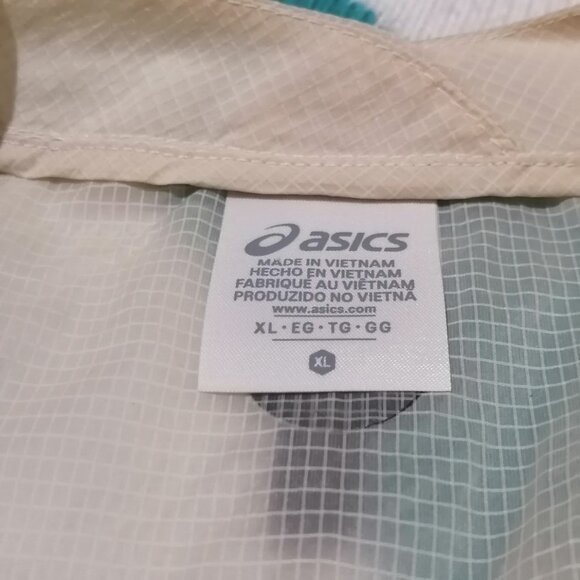 asics
MADE IN VIETNAM
HECHO EN VIETNAM
FABRIQUÉ AU VIÊTNAM
PRODUZIDO NO VIETNÃ
www.asics.com
XL·EG·TG·GG
XL